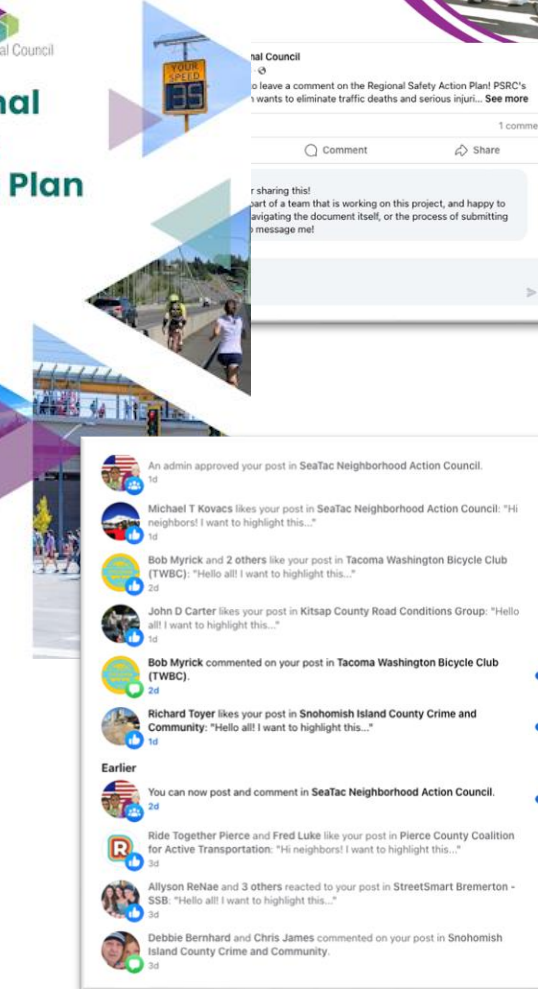 al Council
nal
Plan
YOUR
SPEED
35
nal Council
o leave a comment on the Regional Safety Action Plan! PSRC's
wants to eliminate traffic deaths and serious injuri... See more
1 comme
Comment
Share
r sharing this!
part of a team that is working on this project, and happy to
avigating the document itself, or the process of submitting
message me!
An admin approved your post in SeaTac Neighborhood Action Council.
1d
Michael T Kovacs likes your post in SeaTac Neighborhood Action Council: "Hi
neighbors! I want to highlight this..."
1d
Bob Myrick and 2 others like your post in Tacoma Washington Bicycle Club
(TWBC): "Hello all! I want to highlight this..."
2d
John D Carter likes your post in Kitsap County Road Conditions Group: "Hello
all! I want to highlight this..."
1d
Bob Myrick commented on your post in Tacoma Washington Bicycle Club
(TWBC).
2d
Richard Toyer likes your post in Snohomish Island County Crime and
Community: "Hello all! I want to highlight this..."
1d
Earlier
You can now post and comment in SeaTac Neighborhood Action Council.
2d
R
Ride Together Pierce and Fred Luke like your post in Pierce County Coalition
for Active Transportation: "Hi neighbors! I want to highlight this..."
3d
Allyson ReNae and 3 others reacted to your post in StreetSmart Bremerton -
SSB: "Hello all! I want to highlight this..."
3d
Debbie Bernhard and Chris James commented on your post in Snohomish
Island County Crime and Community.
3d